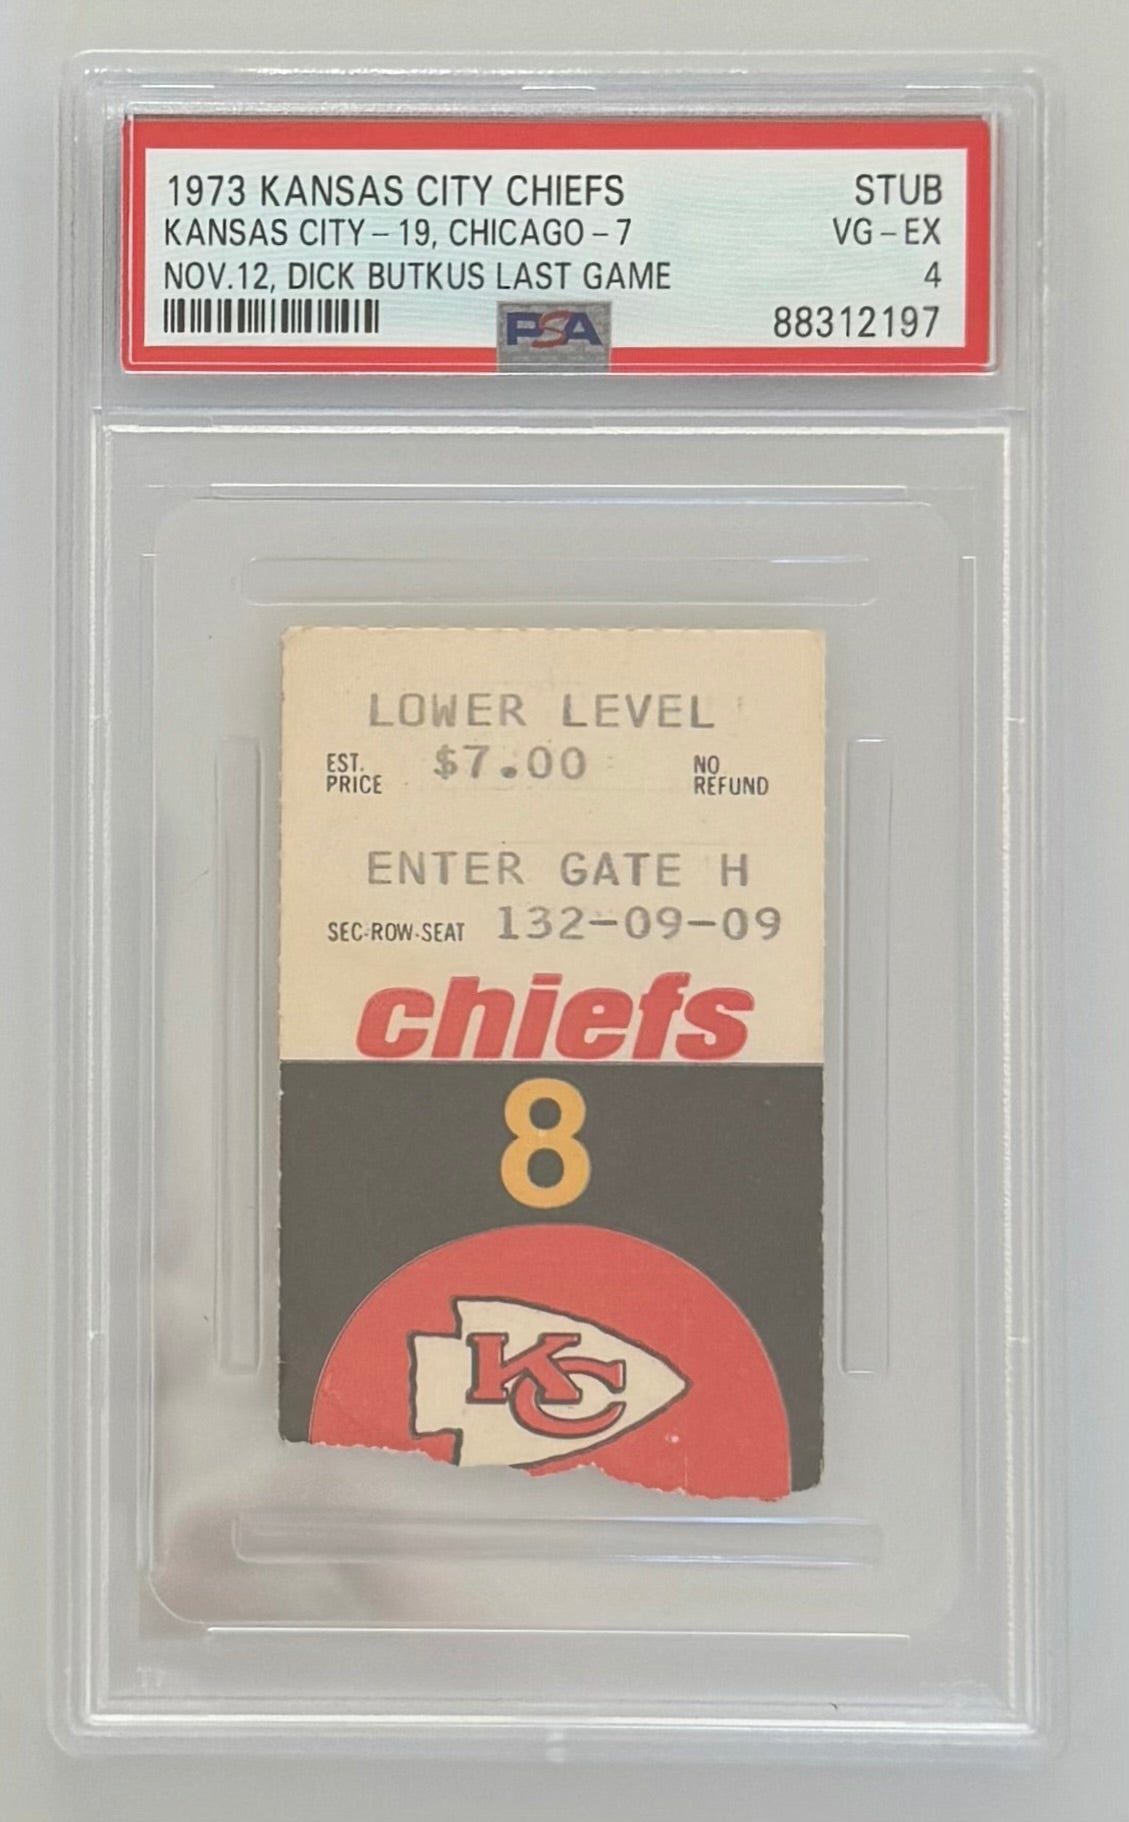 1973 KANSAS CITY CHIEFS STUB
KANSAS CITY - 19, CHICAGO - 7 VG - EX
NOV.12, DICK BUTKUS LAST GAME 4
PSA 88312197
LOWER LEVEL
EST. PRICE $7.00 NO REFUND
ENTER GATE H
SEC-ROW-SEAT 132-09-09
chiefs
8
KC